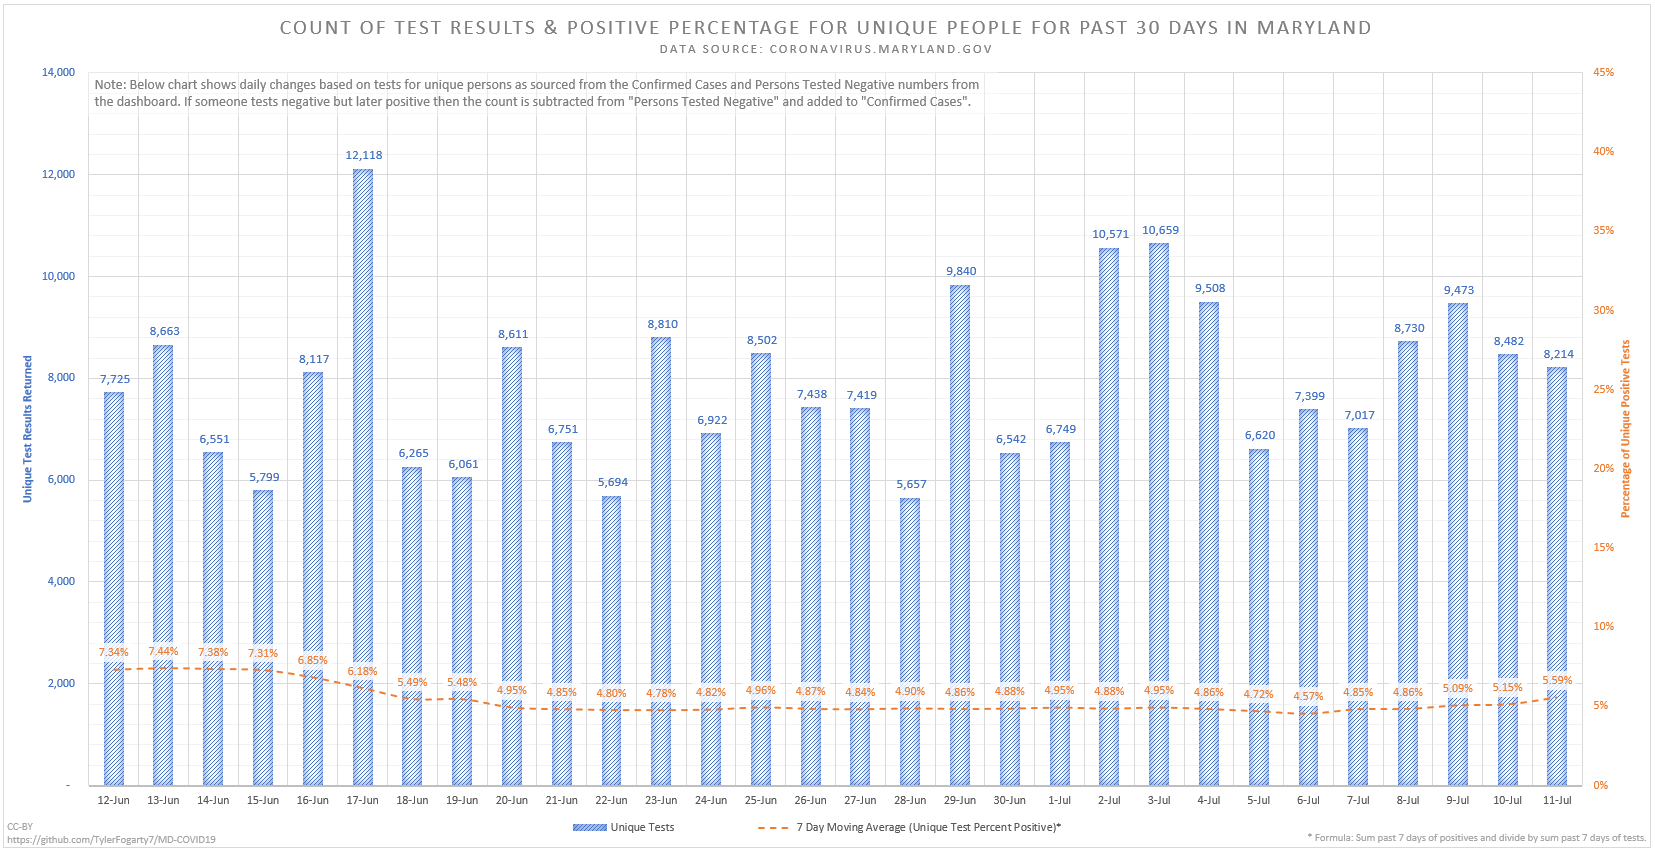 COUNT OF TEST RESULTS & POSITIVE PERCENTAGE FOR UNIQUE PEOPLE FOR PAST 30 DAYS IN MARYLAND
DATA SOURCE: CORONAVIRUS.MARYLAND.GOV
Note: Below chart shows daily changes based on tests for unique persons as sourced from the Confirmed Cases and Persons Tested Negative numbers from
the dashboard. If someone tests negative but later positive then the count is subtracted from "Persons Tested Negative" and added to "Confirmed Cases".
Unique Test Results Returned
14,000
12,000
10,000
8,000
6,000
4,000
2,000
-
7,725 8,663 6,551 5,799 8,117 12,118 6,265 6,061 8,611 6,751 5,694 8,810 6,922 8,502 7,438 7,419 5,657 9,840 6,542 6,749 10,571 10,659 9,508 6,620 7,399 7,017 8,730 9,473 8,482 8,214
7.34% 7.44% 7.38% 7.31% 6.85% 6.18% 5.49% 5.48% 4.95% 4.85% 4.80% 4.78% 4.82% 4.96% 4.87% 4.84% 4.90% 4.86% 4.88% 4.95% 4.88% 4.95% 4.86% 4.72% 4.57% 4.85% 4.86% 5.09% 5.15% 5.59%
45%
40%
35%
30%
25%
20%
15%
10%
5%
0%
Percentage of Unique Positive Tests
12-Jun 13-Jun 14-Jun 15-Jun 16-Jun 17-Jun 18-Jun 19-Jun 20-Jun 21-Jun 22-Jun 23-Jun 24-Jun 25-Jun 26-Jun 27-Jun 28-Jun 29-Jun 30-Jun 1-Jul 2-Jul 3-Jul 4-Jul 5-Jul 6-Jul 7-Jul 8-Jul 9-Jul 10-Jul 11-Jul
Unique Tests 7 Day Moving Average (Unique Test Percent Positive)*
CC-BY
https://github.com/TylerFogarty7/MD-COVID19
* Formula: Sum past 7 days of positives and divide by sum past 7 days of tests.